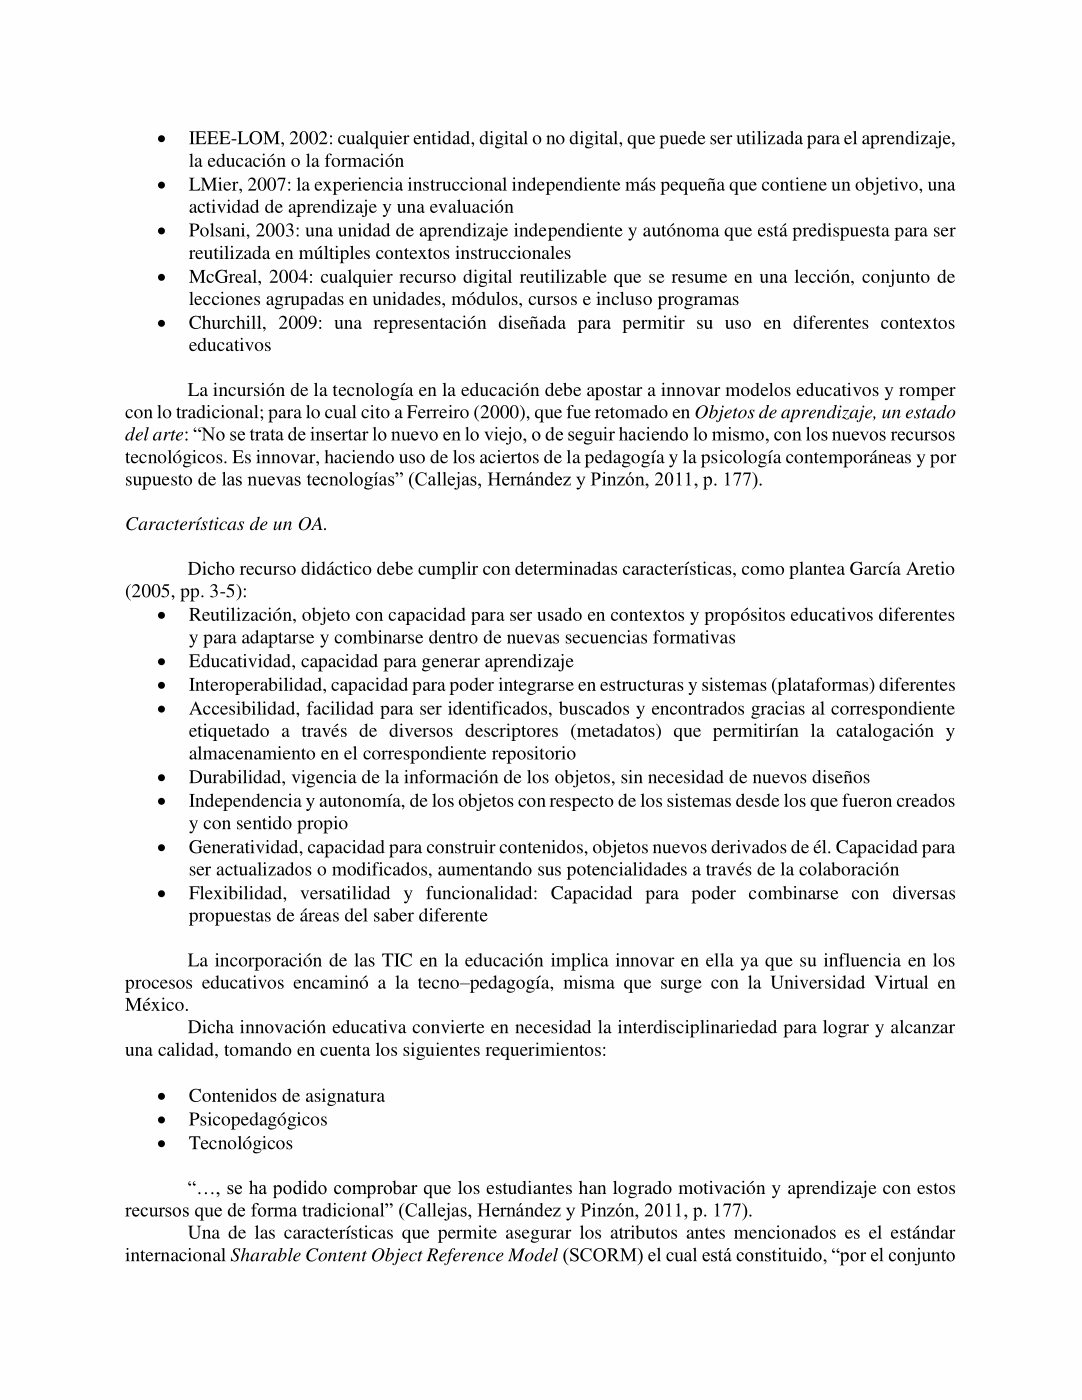 • IEEE-LOM, 2002: cualquier entidad, digital o no digital, que puede ser utilizada para el aprendizaje,
la educación o la formación
• LMier, 2007: la experiencia instruccional independiente más pequeña que contiene un objetivo, una
actividad de aprendizaje y una evaluación
• Polsani, 2003: una unidad de aprendizaje independiente y autónoma que está predispuesta para ser
reutilizada en múltiples contextos instruccionales
• McGreal, 2004: cualquier recurso digital reutilizable que se resume en una lección, conjunto de
lecciones agrupadas en unidades, módulos, cursos e incluso programas
• Churchill, 2009: una representación diseñada para permitir su uso en diferentes contextos
educativos
La incursión de la tecnología en la educación debe apostar a innovar modelos educativos y romper
con lo tradicional; para lo cual cito a Ferreiro (2000), que fue retomado en Objetos de aprendizaje, un estado
del arte: “No se trata de insertar lo nuevo en lo viejo, o de seguir haciendo lo mismo, con los nuevos recursos
tecnológicos. Es innovar, haciendo uso de los aciertos de la pedagogía y la psicología contemporáneas y por
supuesto de las nuevas tecnologías” (Callejas, Hernández y Pinzón, 2011, p. 177).
Características de un OA.
Dicho recurso didáctico debe cumplir con determinadas características, como plantea García Aretio
(2005, pp. 3-5):
• Reutilización, objeto con capacidad para ser usado en contextos y propósitos educativos diferentes
y para adaptarse y combinarse dentro de nuevas secuencias formativas
• Educatividad, capacidad para generar aprendizaje
• Interoperabilidad, capacidad para poder integrarse en estructuras y sistemas (plataformas) diferentes
• Accesibilidad, facilidad para ser identificados, buscados y encontrados gracias al correspondiente
etiquetado a través de diversos descriptores (metadatos) que permitirían la catalogación y
almacenamiento en el correspondiente repositorio
• Durabilidad, vigencia de la información de los objetos, sin necesidad de nuevos diseños
• Independencia y autonomía, de los objetos con respecto de los sistemas desde los que fueron creados
y con sentido propio
• Generatividad, capacidad para construir contenidos, objetos nuevos derivados de él. Capacidad para
ser actualizados o modificados, aumentando sus potencialidades a través de la colaboración
• Flexibilidad, versatilidad y funcionalidad: Capacidad para poder combinarse con diversas
propuestas de áreas del saber diferente
La incorporación de las TIC en la educación implica innovar en ella ya que su influencia en los
procesos educativos encaminó a la tecno–pedagogía, misma que surge con la Universidad Virtual en
México.
Dicha innovación educativa convierte en necesidad la interdisciplinariedad para lograr y alcanzar
una calidad, tomando en cuenta los siguientes requerimientos:
• Contenidos de asignatura
• Psicopedagógicos
• Tecnológicos
“…, se ha podido comprobar que los estudiantes han logrado motivación y aprendizaje con estos
recursos que de forma tradicional” (Callejas, Hernández y Pinzón, 2011, p. 177).
Una de las características que permite asegurar los atributos antes mencionados es el estándar
internacional Sharable Content Object Reference Model (SCORM) el cual está constituido, “por el conjunto